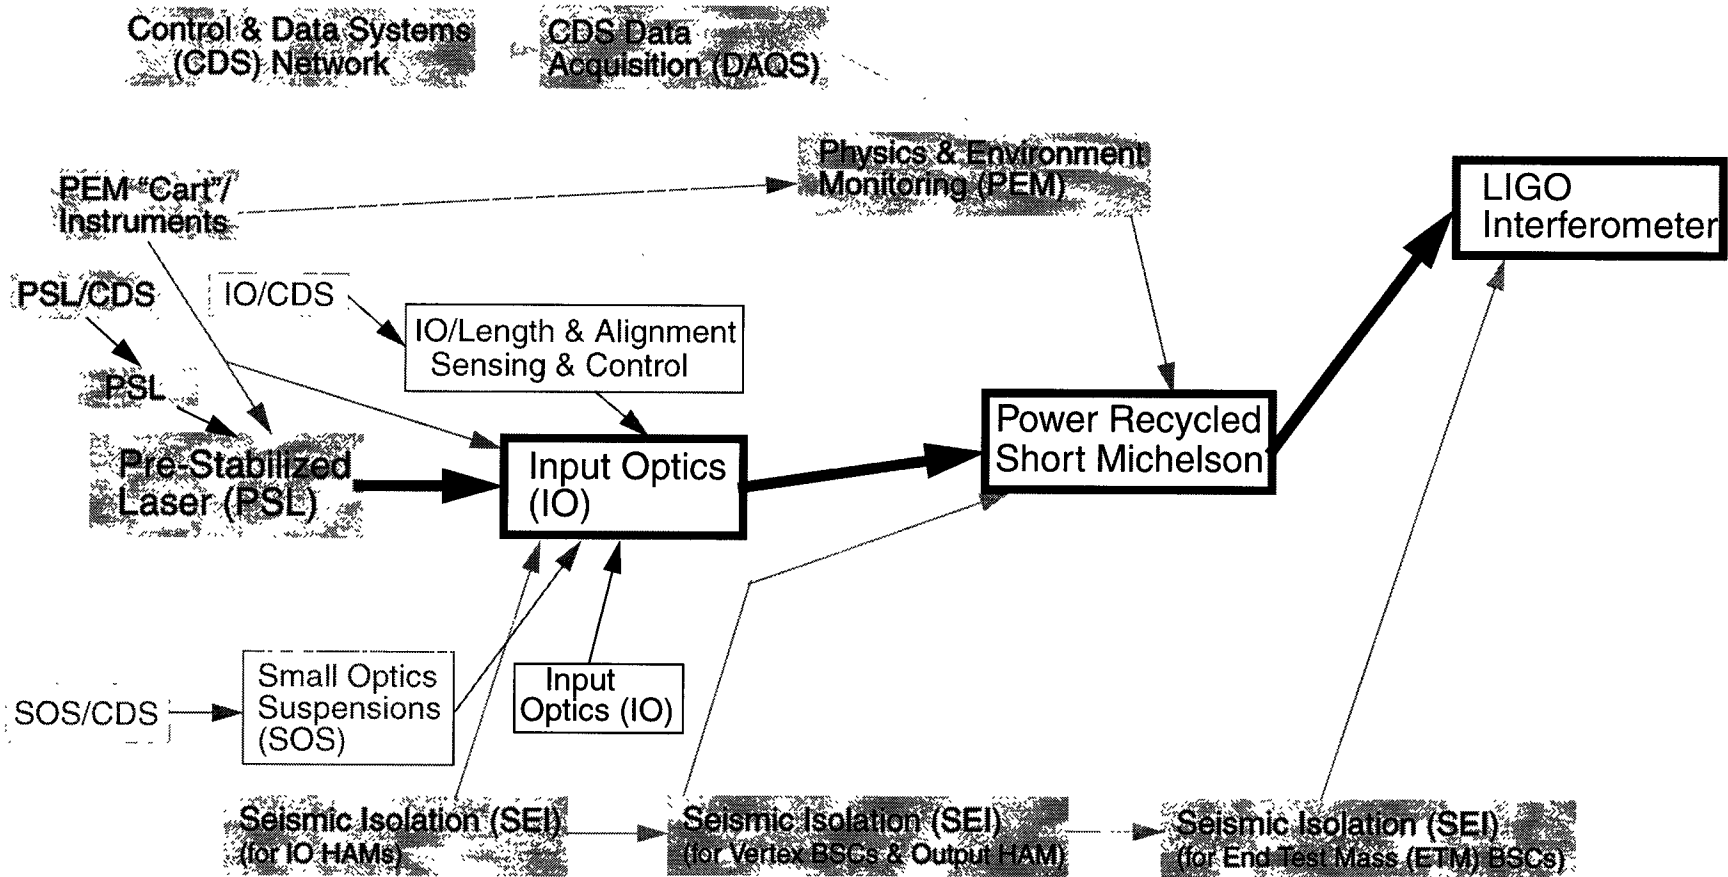 Control & Data Systems
(CDS) Network
CDS Data
Acquisition (DAQS)
Physics & Environment
Monitoring (PEM)
PEM “Cart”/
Instruments
LIGO
Interferometer
PSL/CDS
IO/CDS
IO/Length & Alignment
Sensing & Control
PSL
Pre-Stabilized
Laser (PSL)
Input Optics
(IO)
Power Recycled
Short Michelson
SOS/CDS
Small Optics
Suspensions
(SOS)
Input
Optics (IO)
Seismic Isolation (SEI)
(for IO HAMs)
Seismic Isolation (SEI)
(for Vertex BSCs & Output HAM)
Seismic Isolation (SEI)
(for End Test Mass (ETM) BSCs)